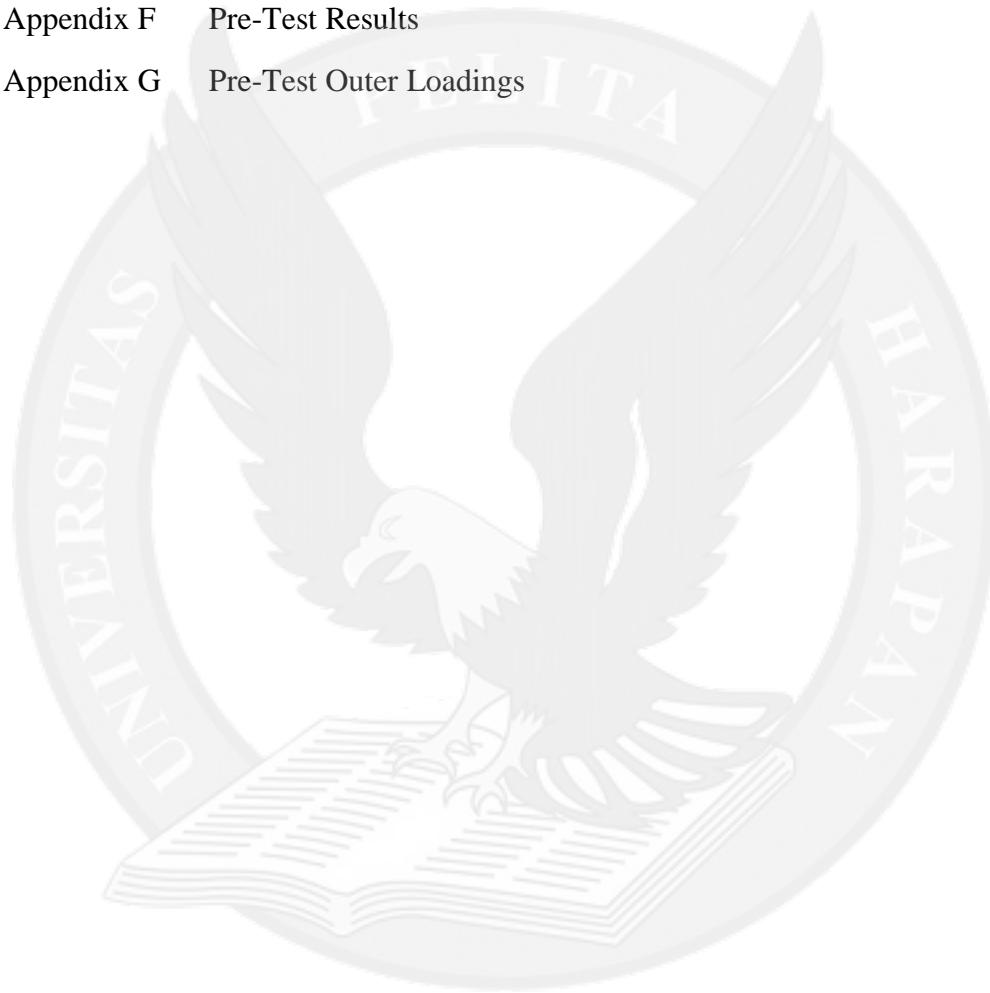 Appendix F Pre-Test Results
Appendix G Pre-Test Outer Loadings
UNIVERSITAS PELITA HARAPAN